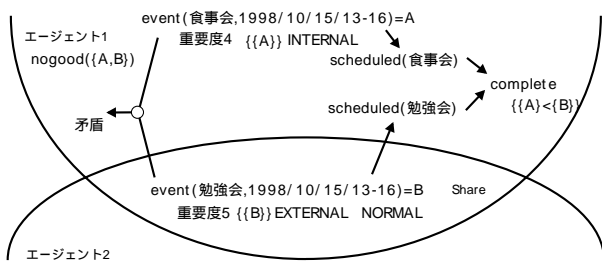 event(食事会,1998/10/15/13-16)=A
エージェント1
重要度4 {{A}} INTERNAL
nogood({A,B})
scheduled(食事会)
complete
{{A}<{B}}
scheduled(勉強会)
矛盾
event(勉強会,1998/10/15/13-16)=B Share
重要度5 {{B}} EXTERNAL NORMAL
エージェント2